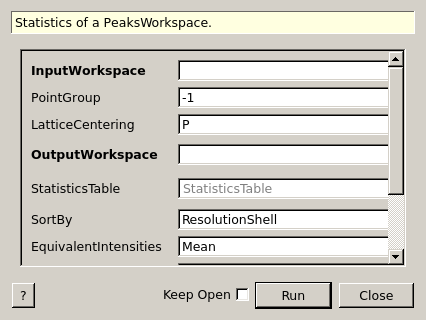 Statistics of a PeaksWorkspace.
InputWorkspace
PointGroup -1
LatticeCentering P
OutputWorkspace
StatisticsTable StatisticsTable
SortBy ResolutionShell
EquivalentIntensities Mean
? Keep Open Run Close